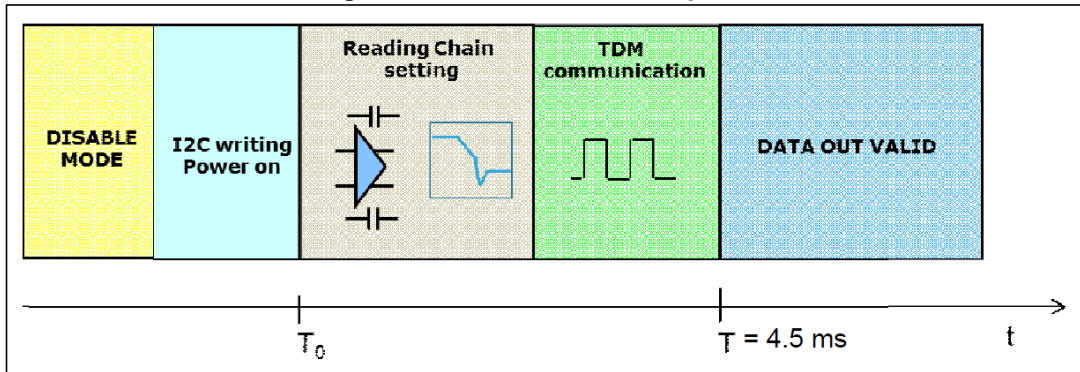 DISABLE
MODE
I2C writing
Power on
Reading Chain
setting
TDM
communication
DATA OUT VALID
T0
T = 4.5 ms
t